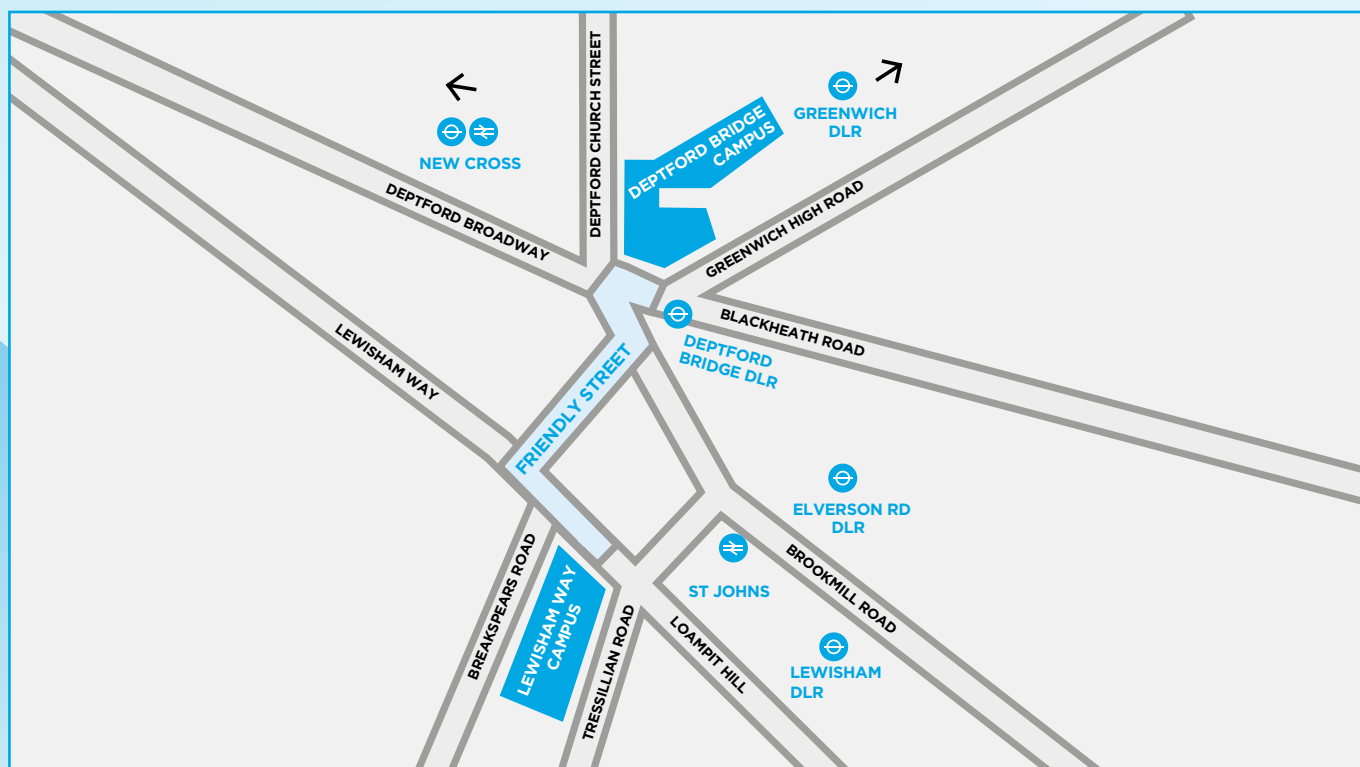 DEPTFORD CHURCH STREET
NEW CROSS
DEPTFORD BRIDGE
CAMPUS
GREENWICH
DLR
DEPTFORD BROADWAY
GREENWICH HIGH ROAD
LEWISHAM WAY
BLACKHEATH ROAD
DEPTFORD
BRIDGE DLR
FRIENDLY STREET
ELVERSON RD
DLR
BREAKSPEARS ROAD
LEWISHAM WAY
CAMPUS
ST JOHNS
BROOKMILL ROAD
TRESSILLIAN ROAD
LOAMPIT HILL
LEWISHAM
DLR